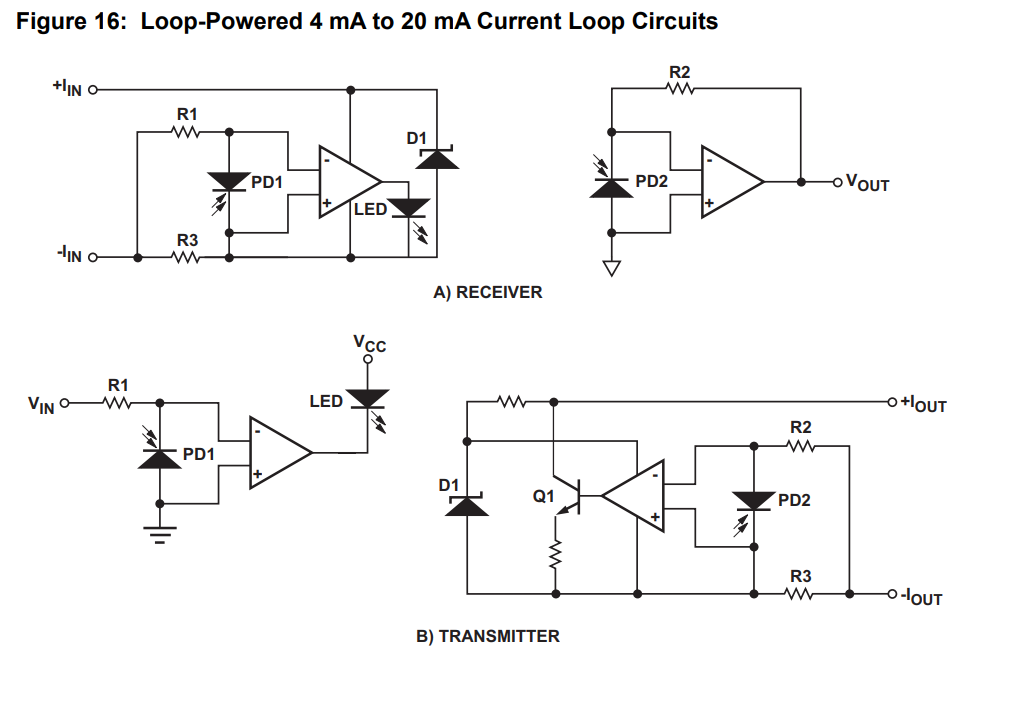 Figure 16: Loop-Powered 4 mA to 20 mA Current Loop Circuits
+IIN
R1
PD1
R3
-IIN
-
+
LED
D1
R2
PD2
-
+
VOUT
A) RECEIVER
VIN
R1
PD1
-
+
LED
VCC
D1
Q1
-
+
R2
PD2
R3
+IOUT
-IOUT
B) TRANSMITTER